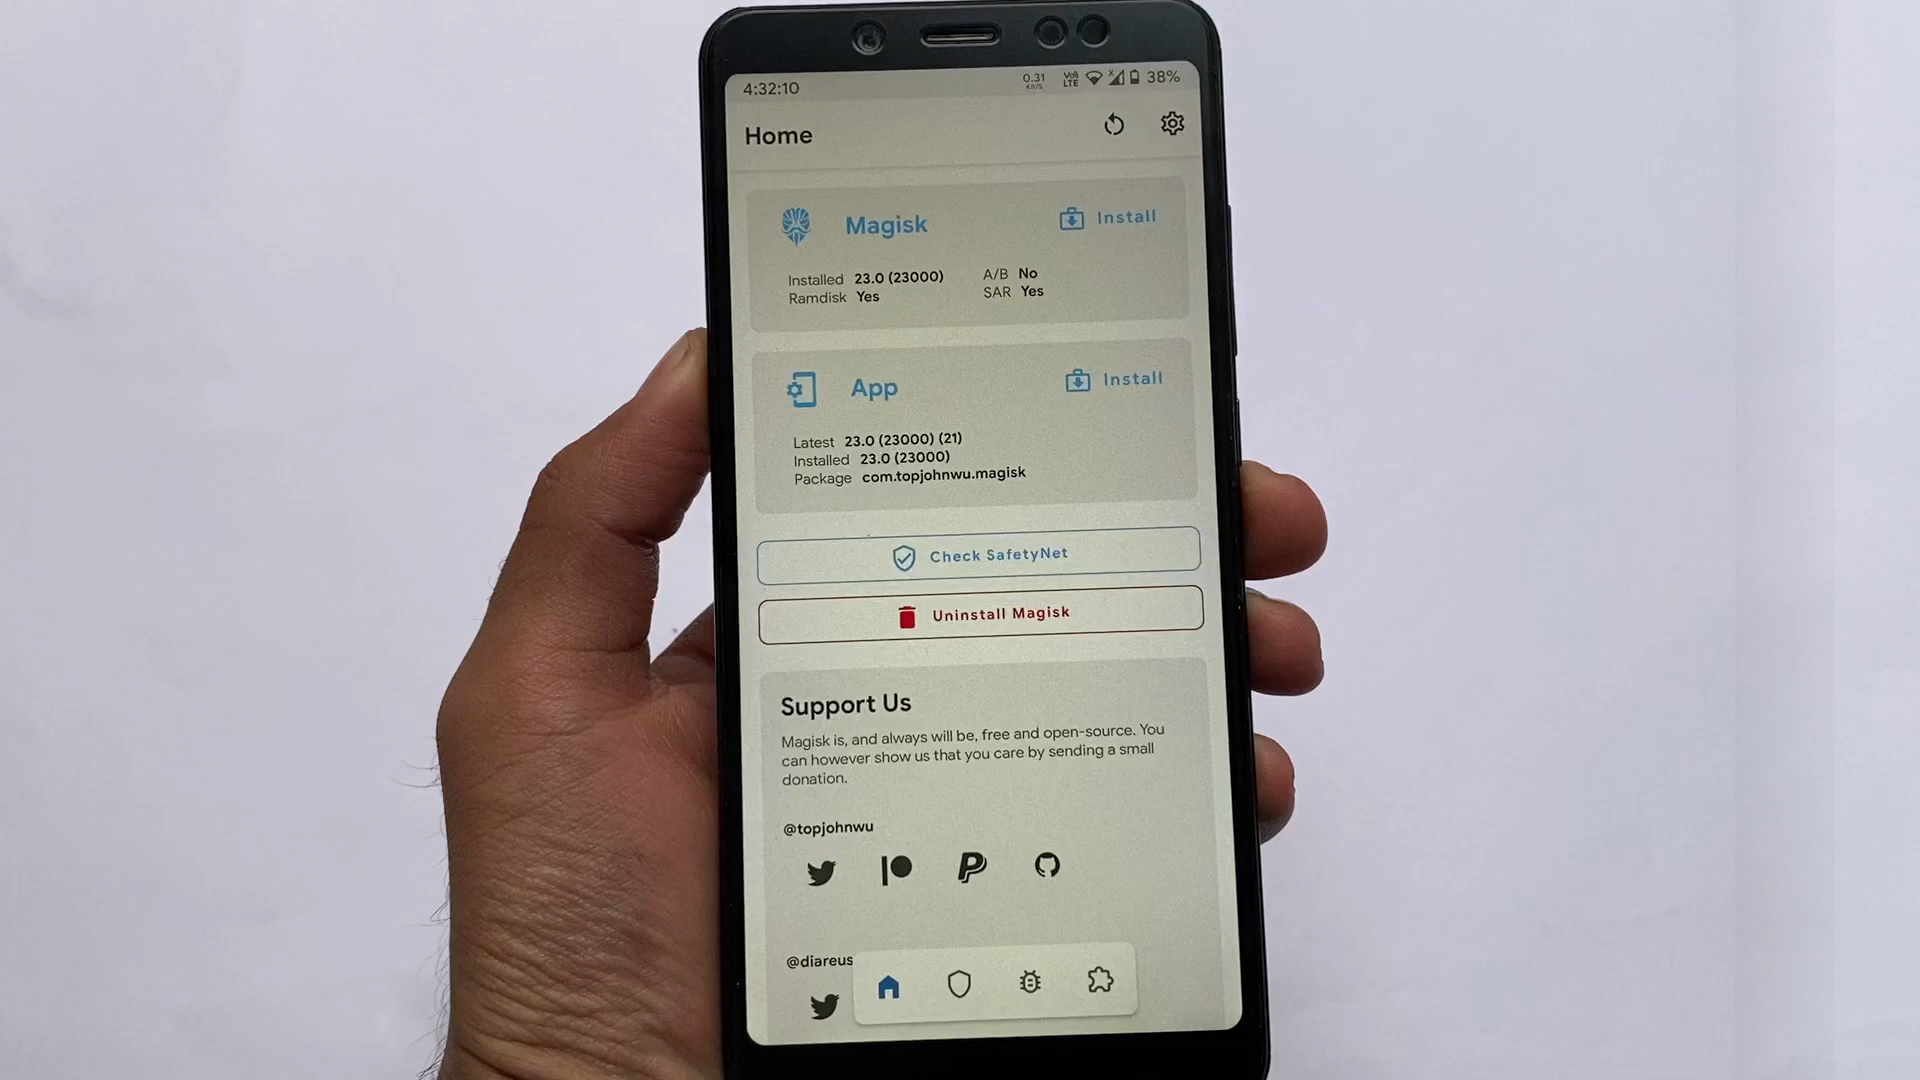 4:32:10
0.31 KB/S
Vo)) LTE
38%
Home
Magisk
Install
Installed 23.0 (23000)
A/B No
Ramdisk Yes
SAR Yes
App
Install
Latest 23.0 (23000) (21)
Installed 23.0 (23000)
Package com.topjohnwu.magisk
Check SafetyNet
Uninstall Magisk
Support Us
Magisk is, and always will be, free and open-source. You
can however show us that you care by sending a small
donation.
@topjohnwu
@diareus